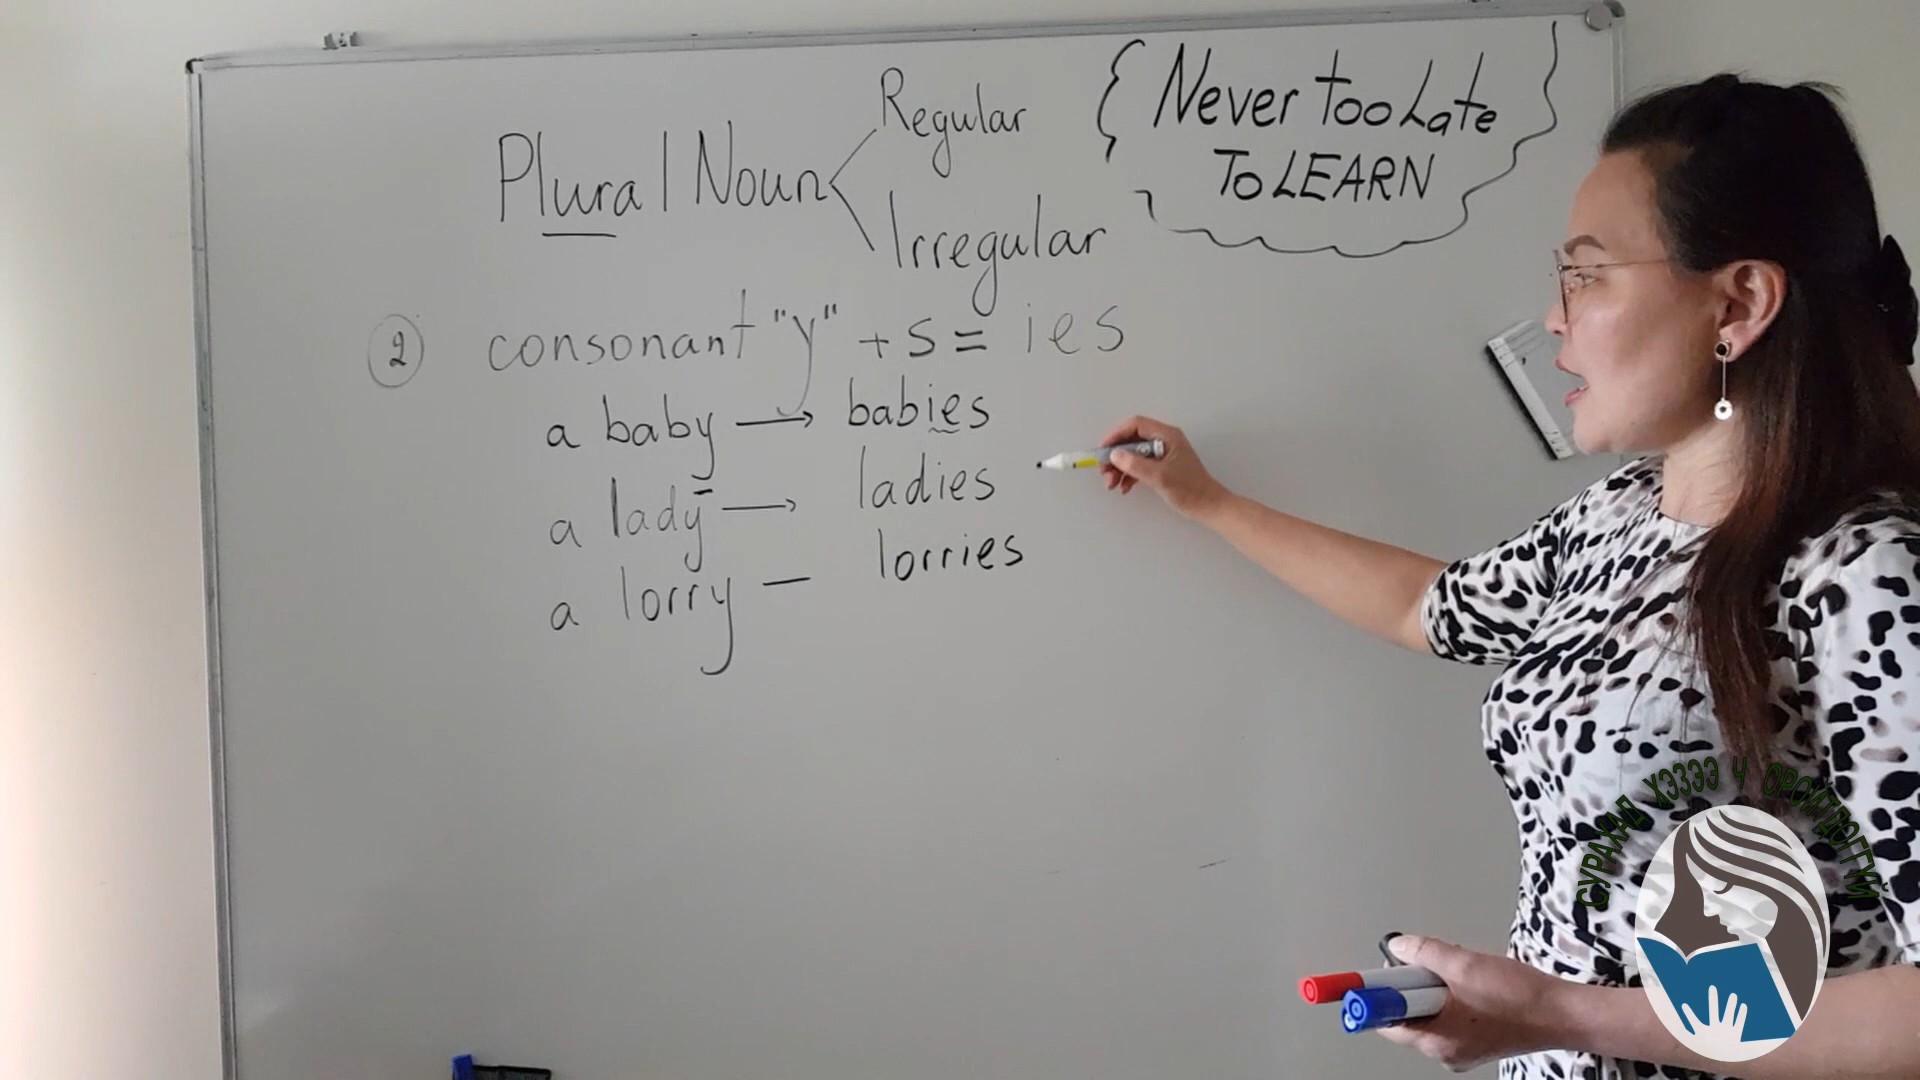 Regular
Plural Noun
Irregular
Never Too Late
To LEARN
2 consonant "y" + s = ies
a baby → babies
a lady → ladies
a lorry — lorries
СУРАХАД ХЭЗЭЭ Ч ОРОЙТДОГГҮЙ